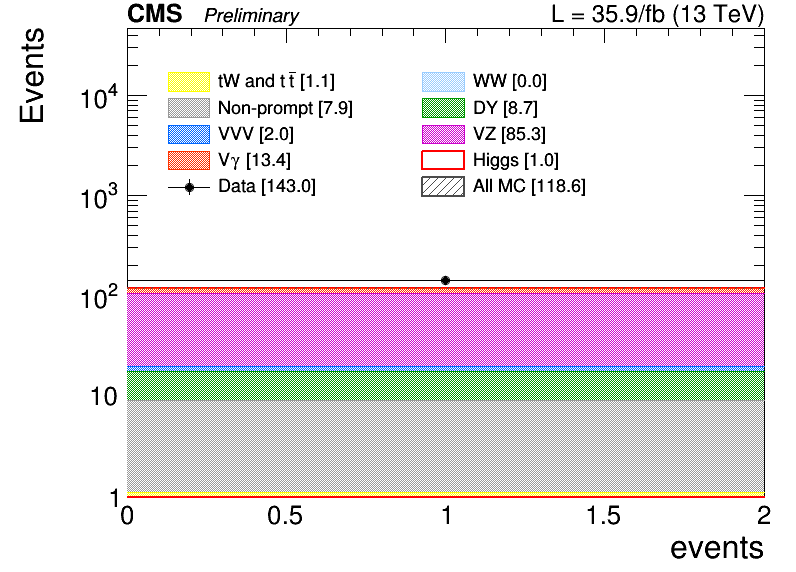 CMS Preliminary L = 35.9/fb (13 TeV)
Events
tW and tt̅ [1.1] WW [0.0]
Non-prompt [7.9] DY [8.7]
VVV [2.0] VZ [85.3]
Vγ [13.4] Higgs [1.0]
Data [143.0] All MC [118.6]
10⁴
10³
10²
10
1
0 0.5 1 1.5 2
events